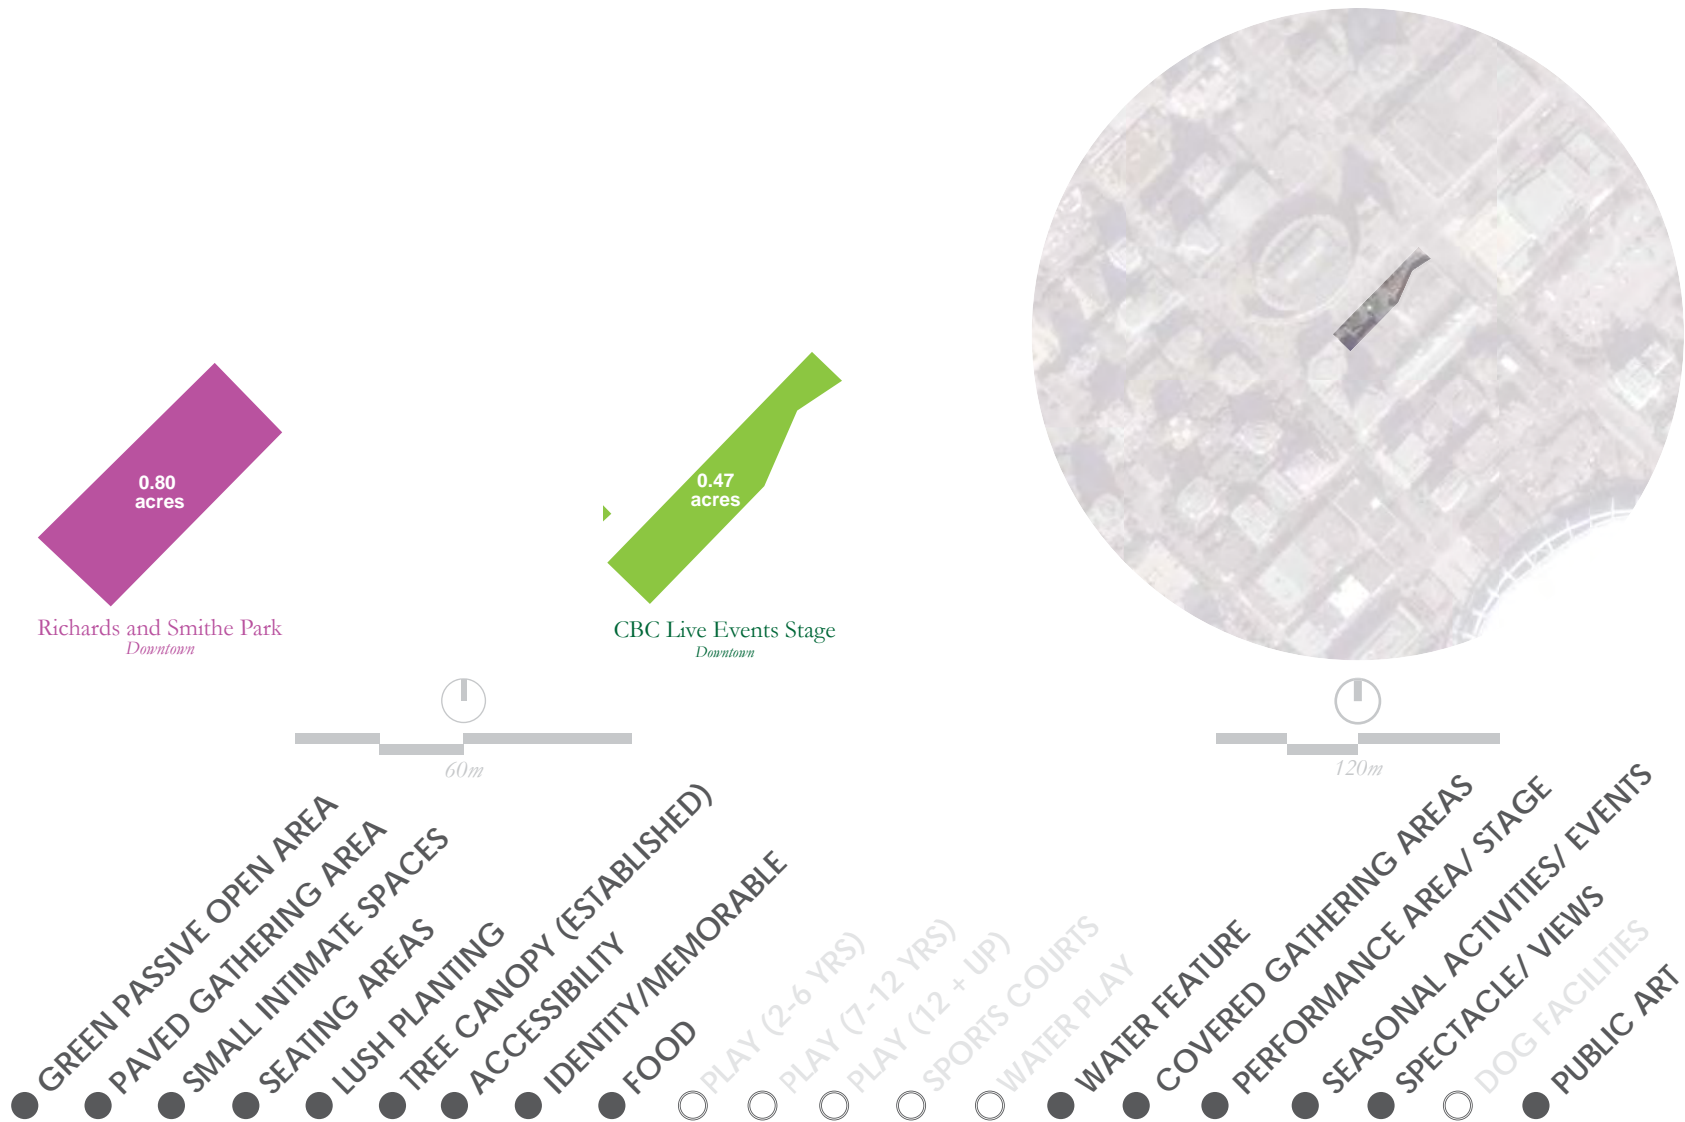 0.80
acres
Richards and Smithe Park
Downtown
0.47
acres
CBC Live Events Stage
Downtown
60m
120m
GREEN PASSIVE OPEN AREA
PAVED GATHERING AREA
SMALL INTIMATE SPACES
SEATING AREAS
LUSH PLANTING
TREE CANOPY (ESTABLISHED)
ACCESSIBILITY
IDENTITY/MEMORABLE
FOOD
PLAY (2-6 YRS)
PLAY (7-12 YRS)
PLAY (12 + UP)
SPORTS COURTS
WATER PLAY
WATER FEATURE
COVERED GATHERING AREAS
PERFORMANCE AREA/ STAGE
SEASONAL ACTIVITIES/ EVENTS
SPECTACLE/ VIEWS
DOG FACILITIES
PUBLIC ART